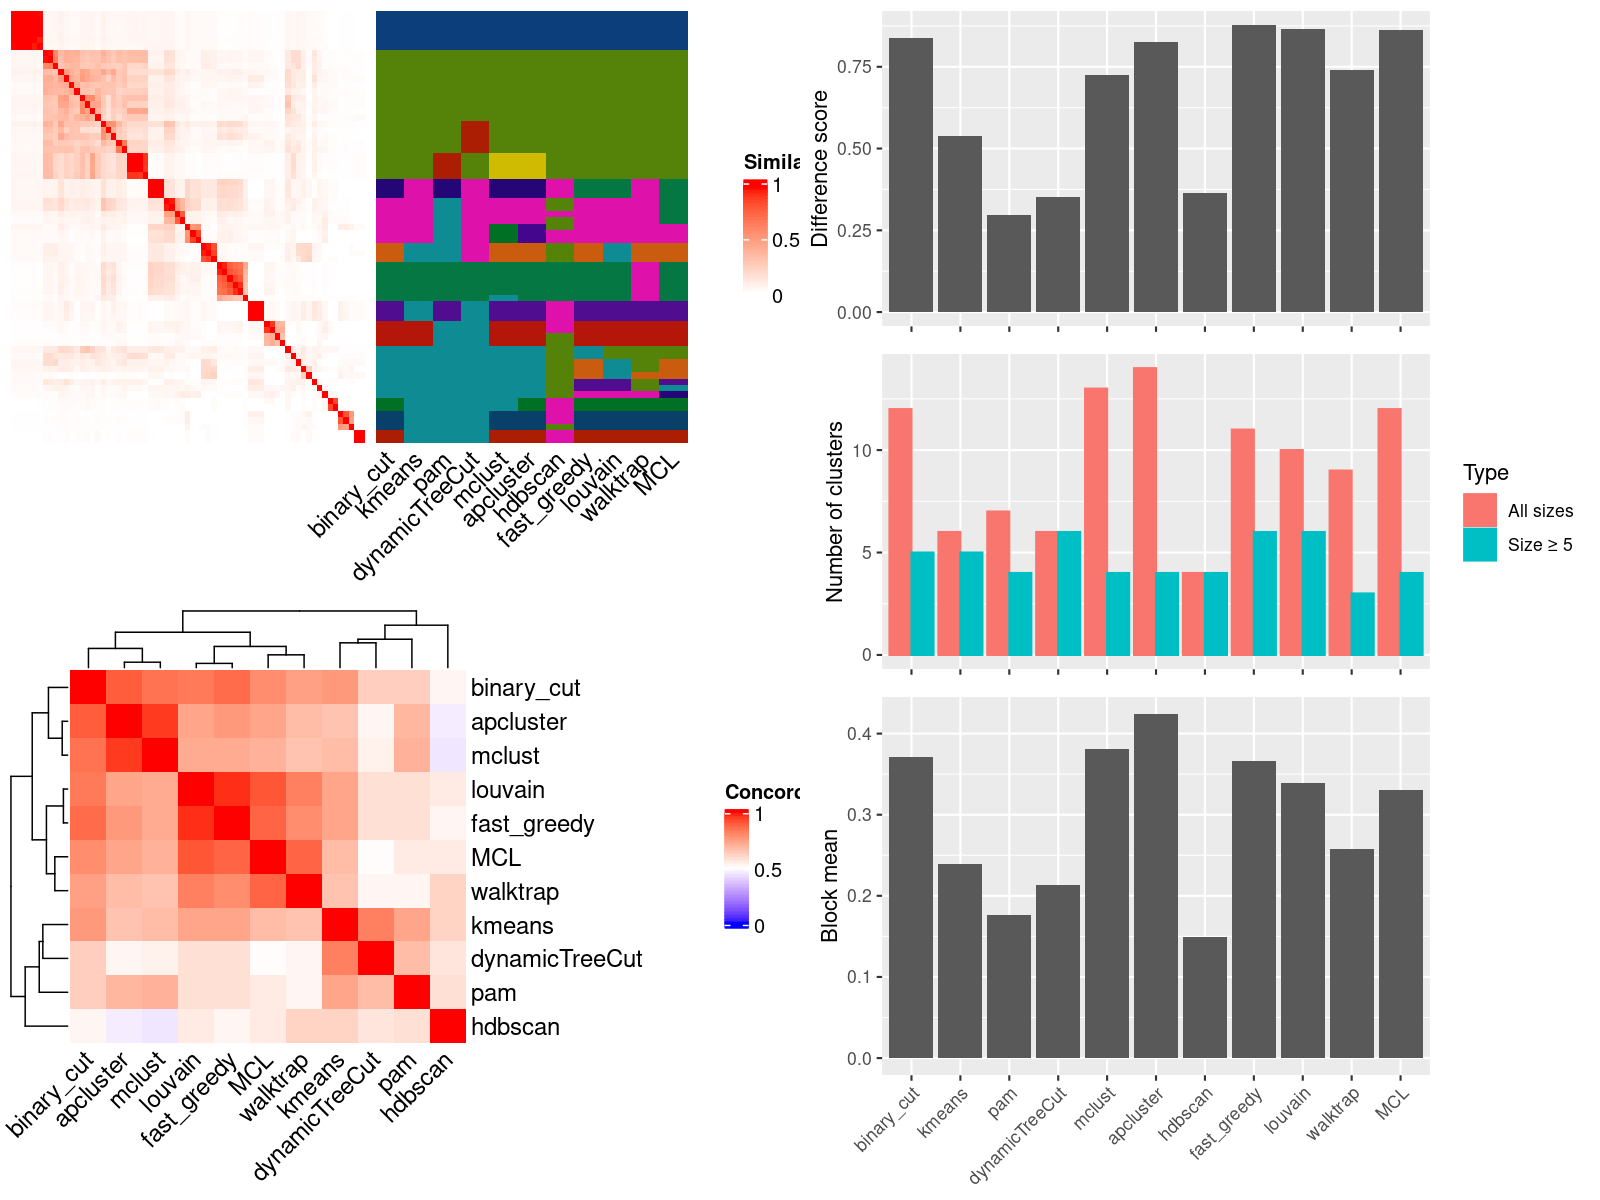 Simila
1
0.5
0
binary_cut
kmeans
pam
dynamicTreeCut
mclust
apcluster
hdbscan
fast_greedy
louvain
walktrap
MCL
binary_cut
apcluster
mclust
louvain
fast_greedy
MCL
walktrap
kmeans
dynamicTreeCut
pam
hdbscan
Concord
1
0.5
0
binary_cut
apcluster
mclust
louvain
fast_greedy
MCL
walktrap
kmeans
dynamicTreeCut
pam
hdbscan
Difference score
0.75
0.50
0.25
0.00
Number of clusters
10
5
0
Type
All sizes
Size ≥ 5
Block mean
0.4
0.3
0.2
0.1
0.0
binary_cut
kmeans
pam
dynamicTreeCut
mclust
apcluster
hdbscan
fast_greedy
louvain
walktrap
MCL